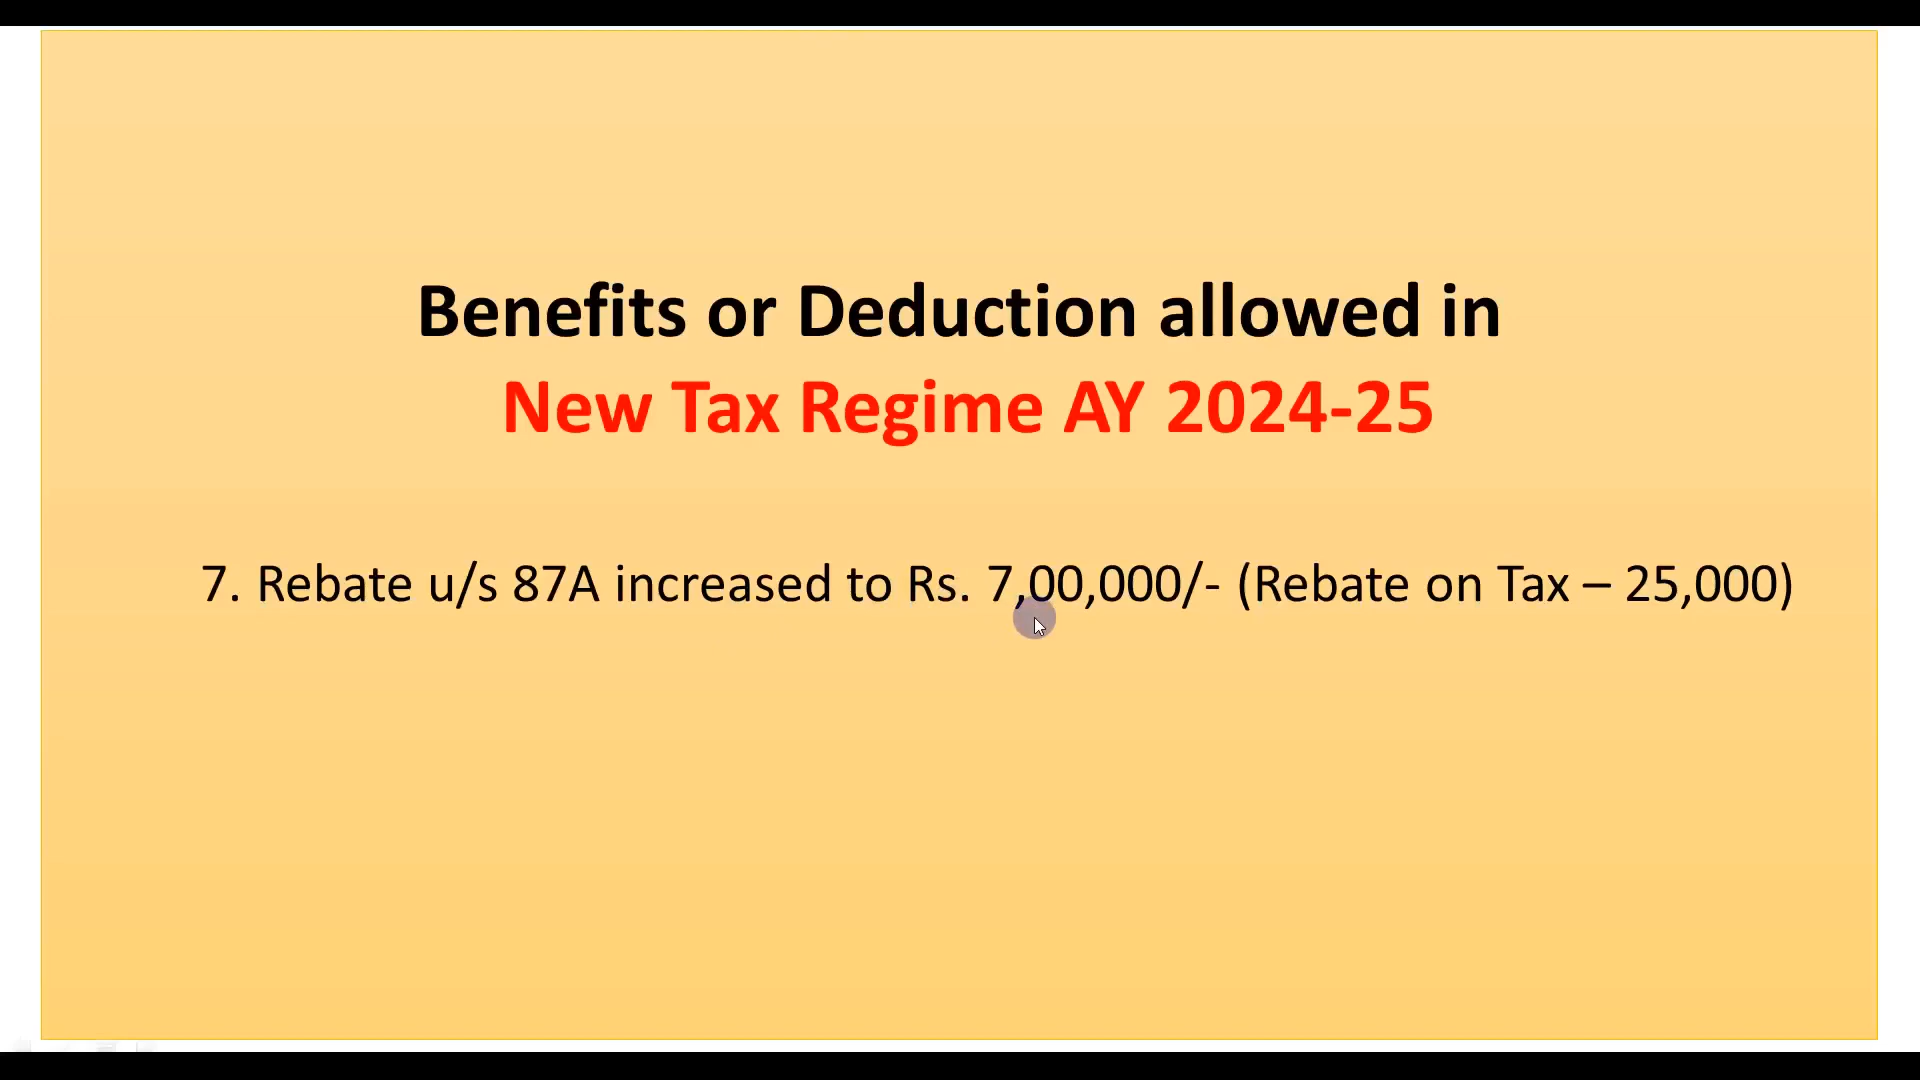 Benefits or Deduction allowed in
New Tax Regime AY 2024-25
7. Rebate u/s 87A increased to Rs. 7,00,000/- (Rebate on Tax – 25,000)